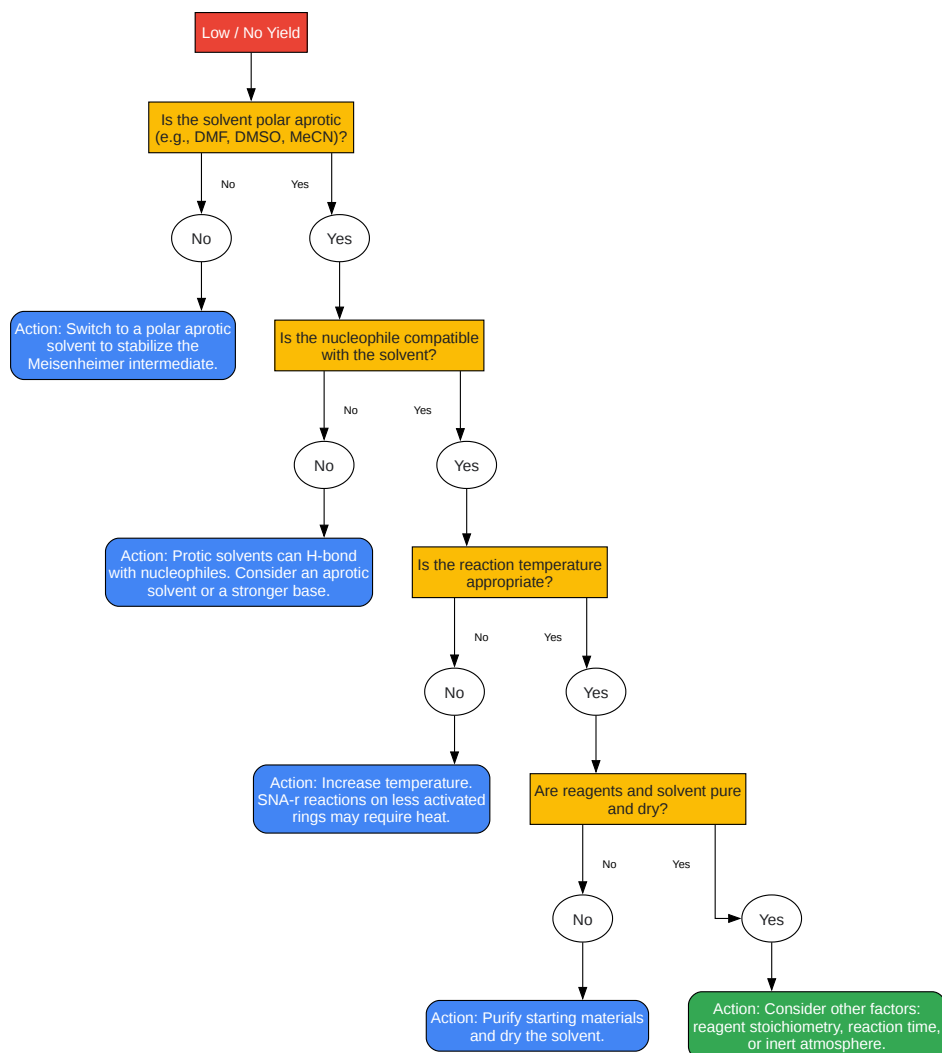 Low / No Yield
Is the solvent polar aprotic
(e.g., DMF, DMSO, MeCN)?
No
Yes
No
Yes
Action: Switch to a polar aprotic
solvent to stabilize the
Meisenheimer intermediate.
Is the nucleophile compatible
with the solvent?
No
Yes
No
Yes
Action: Protic solvents can H-bond
with nucleophiles. Consider an aprotic
solvent or a stronger base.
Is the reaction temperature
appropriate?
No
Yes
No
Yes
Action: Increase temperature.
SNA-r reactions on less activated
rings may require heat.
Are reagents and solvent pure
and dry?
No
Yes
No
Yes
Action: Purify starting materials
and dry the solvent.
Action: Consider other factors:
reagent stoichiometry, reaction time,
or inert atmosphere.